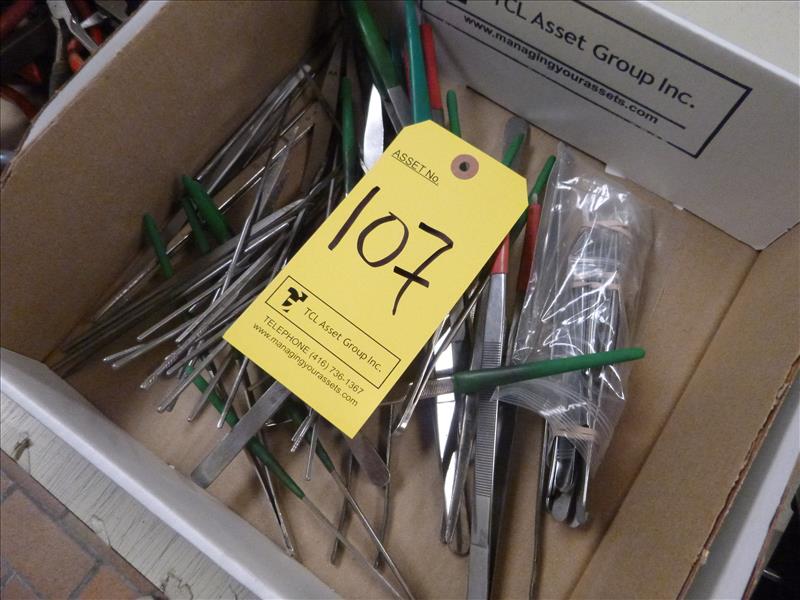 TCL Asset Group Inc.
www.managingyourassets.com
ASSET No.
107
TCL Asset Group Inc.
TELEPHONE (416) 736-1367
www.managingyourassets.com